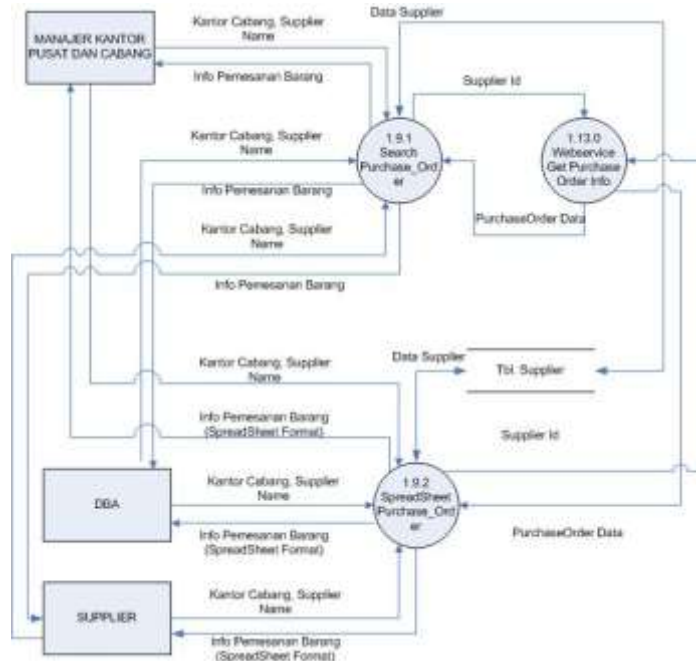 Kantor Cabang, Supplier
Name
Data Supplier
MANAJER KANTOR
PUSAT DAN CABANG
Info Pemesanan Barang
Supplier Id
Kantor Cabang, Supplier
Name
1.9.1
Search
Purchase_Ord
er
1.13.0
Webservice
Get Purchase
Order Info
Info Pemesanan Barang
Kantor Cabang, Supplier
Name
PurchaseOrder Data
Info Pemesanan Barang
Kantor Cabang, Supplier
Name
Data Supplier
Tbl. Supplier
Info Pemesanan Barang
(SpreadSheet Format)
Supplier Id
DBA
Kantor Cabang, Supplier
Name
1.9.2
SpreadSheet
Purchase_Ord
er
Info Pemesanan Barang
(SpreadSheet Format)
PurchaseOrder Data
SUPPLIER
Kantor Cabang, Supplier
Name
Info Pemesanan Barang
(SpreadSheet Format)